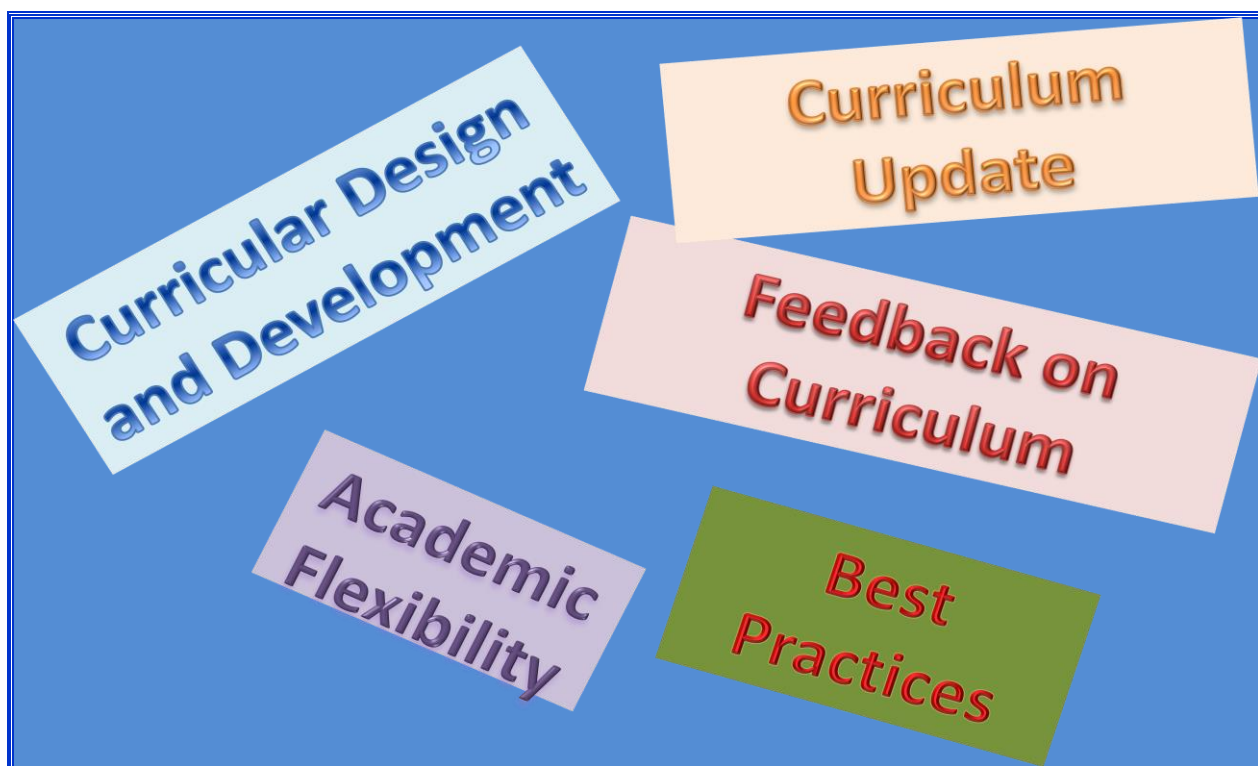 Curricular Design
and Development
Curriculum
Update
Feedback on
Curriculum
Academic
Flexibility
Best
Practices